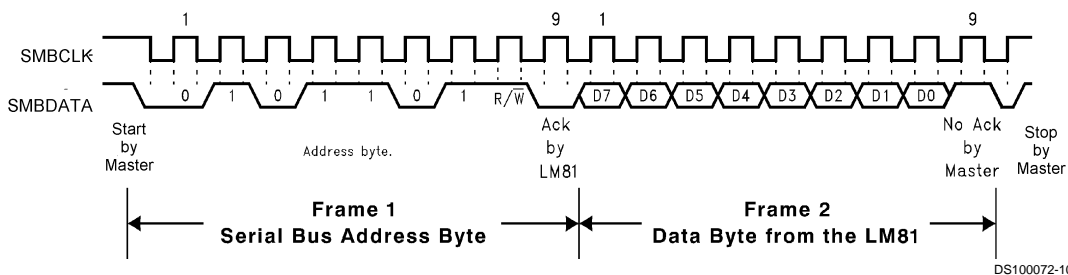 1 9 1 9
SMBCLK
SMBDATA
0 1 0 1 1 0 1 R/W̅ D7 D6 D5 D4 D3 D2 D1 D0
Start
by
Master
Address byte.
Ack
by
LM81
No Ack
by
Master
Stop
by
Master
Frame 1
Serial Bus Address Byte
Frame 2
Data Byte from the LM81